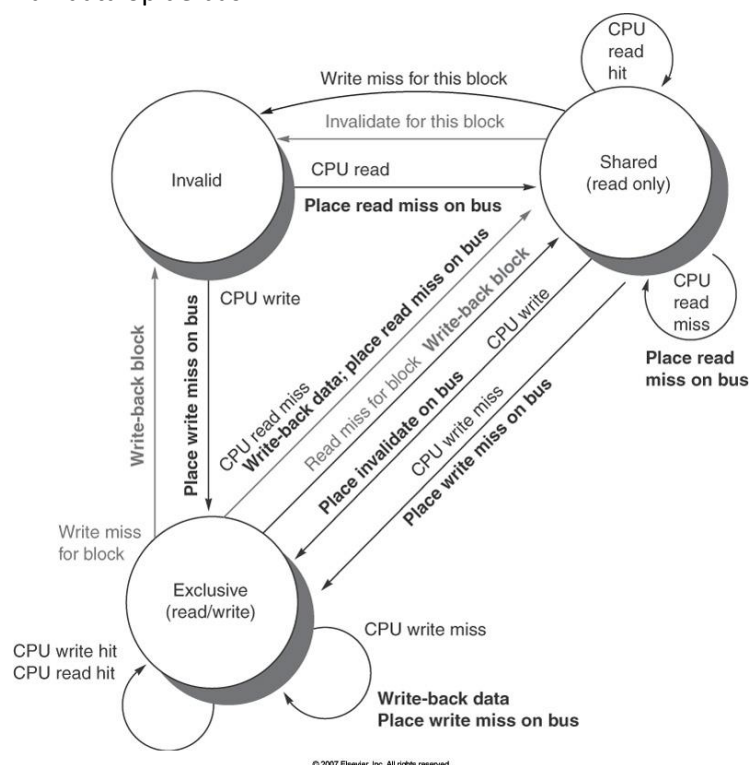 CPU
read
hit
Write miss for this block
Invalidate for this block
Invalid
CPU read
Place read miss on bus
Shared
(read only)
CPU write
Place write miss on bus
Write-back block
CPU read miss
Write-back data; place read miss on bus
Read miss for block Write-back block
CPU write
Place invalidate on bus
CPU write miss
Place write miss on bus
CPU
read
miss
Place read
miss on bus
Write miss
for block
Exclusive
(read/write)
CPU write hit
CPU read hit
CPU write miss
Write-back data
Place write miss on bus
© 2007 Elsevier, Inc. All rights reserved.